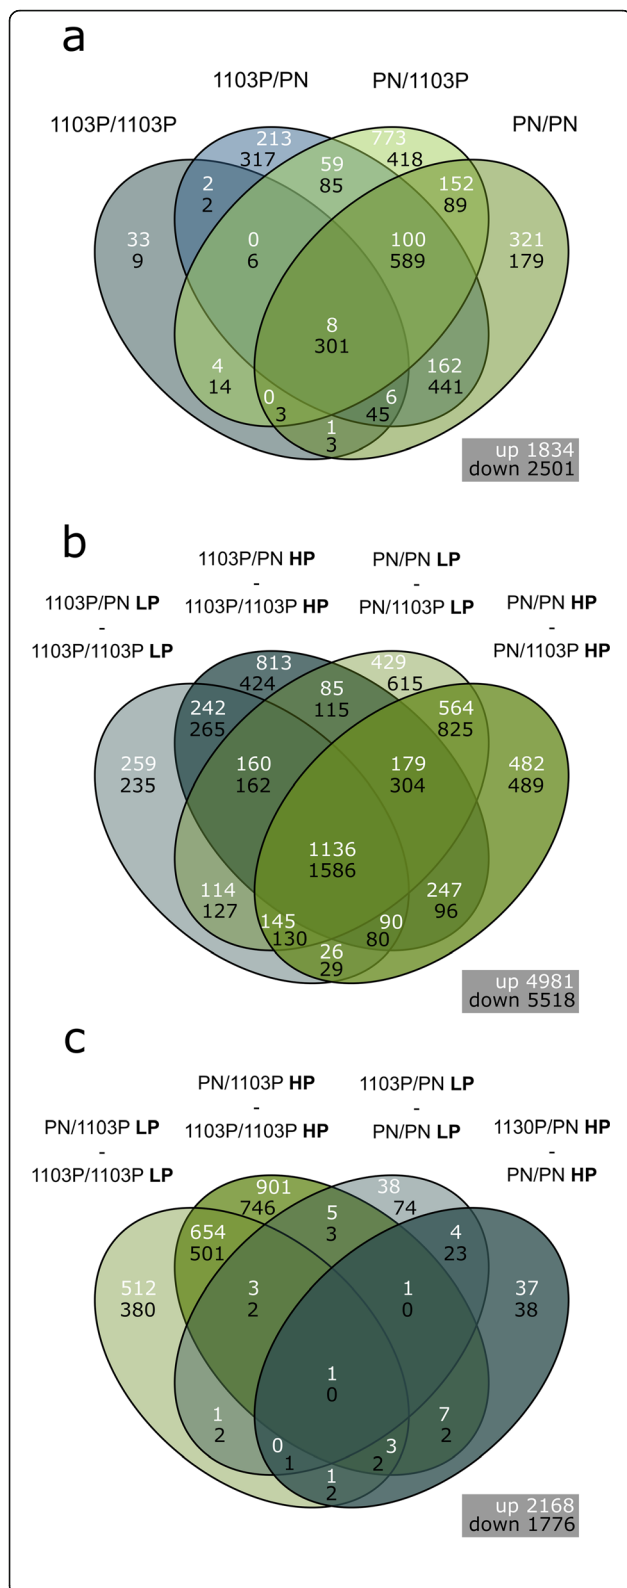 a
1103P/PN PN/1103P
1103P/1103P PN/PN
213 773
317 59 418
2 85 152
2 89
33 0 100 321
9 6 589 179
8
301
4 162
14 0 6 441
3 1 45
3
up 1834
down 2501
b
1103P/PN HP PN/PN LP
- -
1103P/PN LP 1103P/1103P HP PN/1103P LP PN/PN HP
- -
1103P/1103P LP PN/1103P HP
813 429
424 85 615
242 115 564
265 825
259 160 179 482
235 162 304 489
1136
1586
114 247
127 145 90 96
130 26 80
29
up 4981
down 5518
c
PN/1103P HP 1103P/PN LP
- -
PN/1103P LP 1103P/1103P HP PN/PN LP 1130P/PN HP
- -
1103P/1103P LP PN/PN HP
901 38
746 5 74
654 3 4
501 23
512 3 1 37
380 2 0 38
1
0
1 7
2 0 3 2
1 1 2
2
up 2168
down 1776